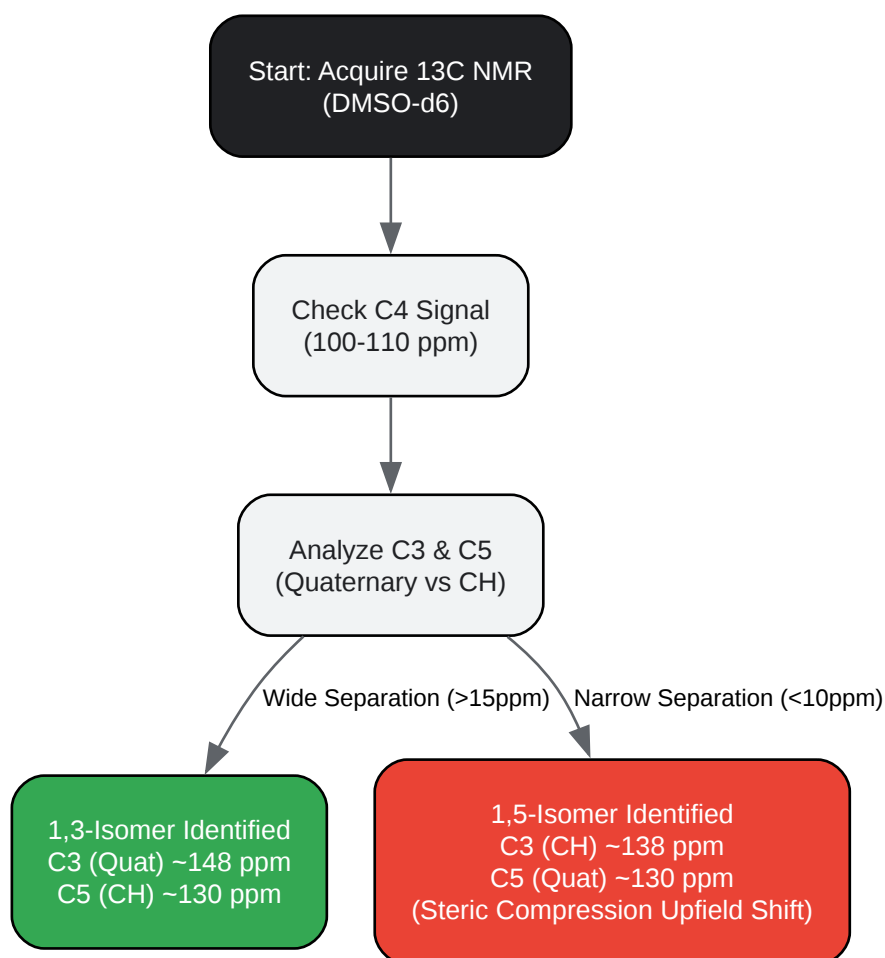 Start: Acquire 13C NMR
(DMSO-d6)
Check C4 Signal
(100-110 ppm)
Analyze C3 & C5
(Quaternary vs CH)
Wide Separation (>15ppm)
Narrow Separation (<10ppm)
1,3-Isomer Identified
C3 (Quat) ~148 ppm
C5 (CH) ~130 ppm
1,5-Isomer Identified
C3 (CH) ~138 ppm
C5 (Quat) ~130 ppm
(Steric Compression Upfield Shift)